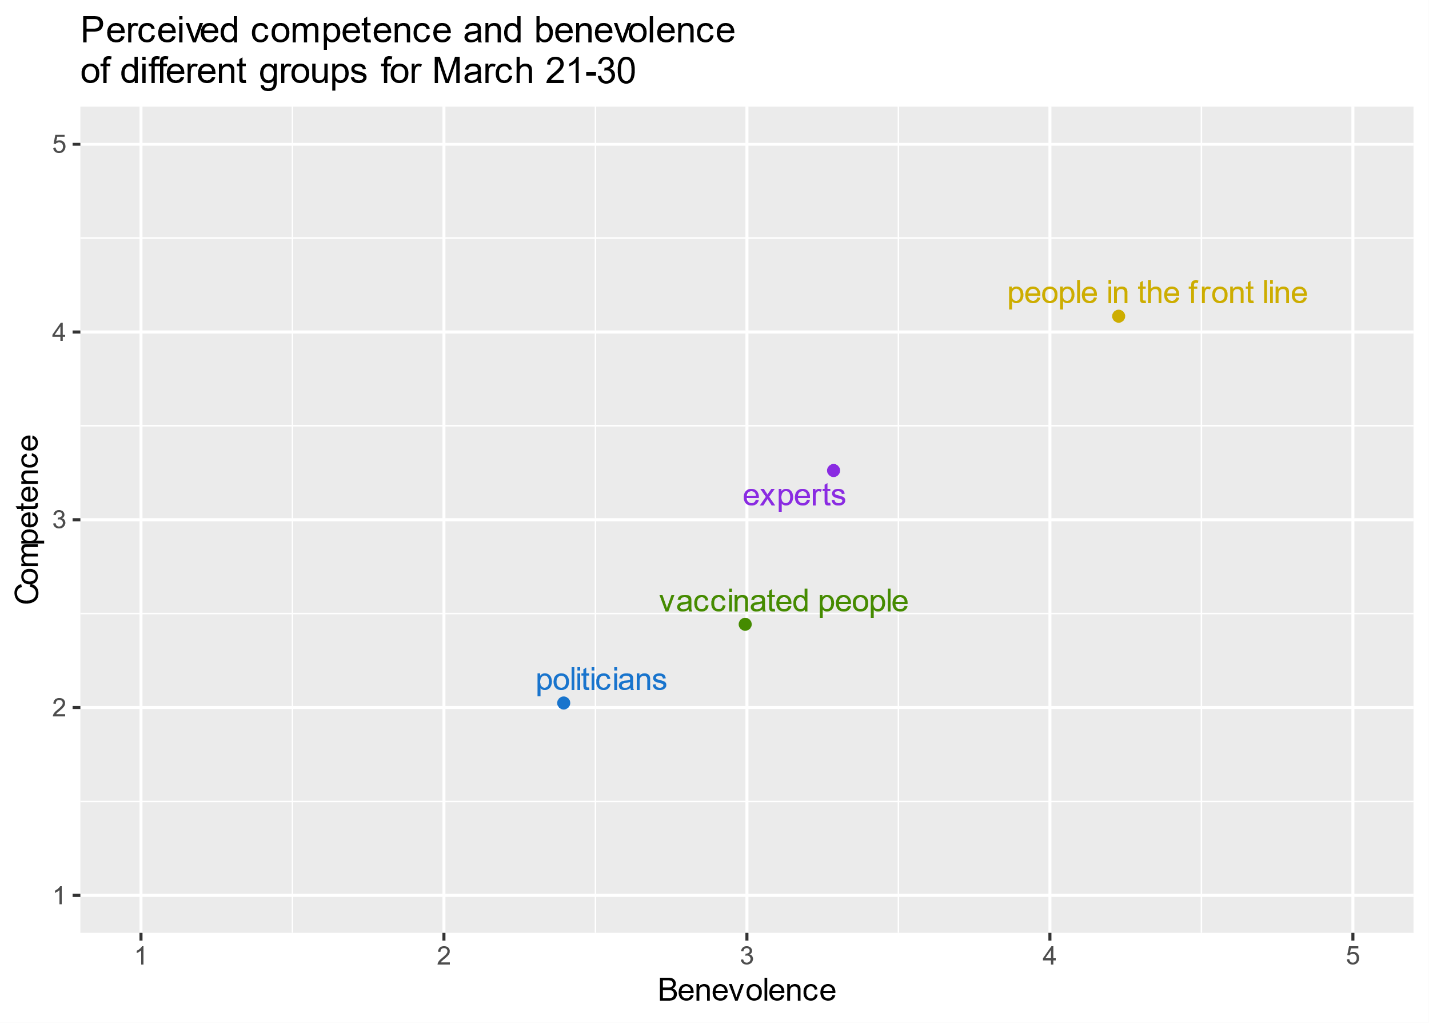 Perceived competence and benevolence
of different groups for March 21-30
5
people in the front line
4
Competence
experts
3
vaccinated people
politicians
2
1
1 2 3 4 5
Benevolence